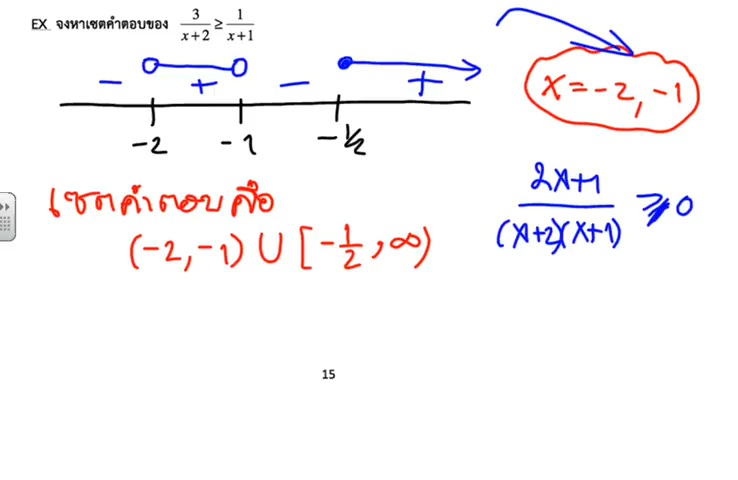 EX จงหาเซตคำตอบของ 3/(x+2) ≥ 1/(x+1)
x = -2, -1
- + - +
-2 -1 -1/2
(2x+1)/((x+2)(x+1)) ≥ 0
เซตคำตอบคือ
(-2, -1) ∪ [-1/2, ∞)
15